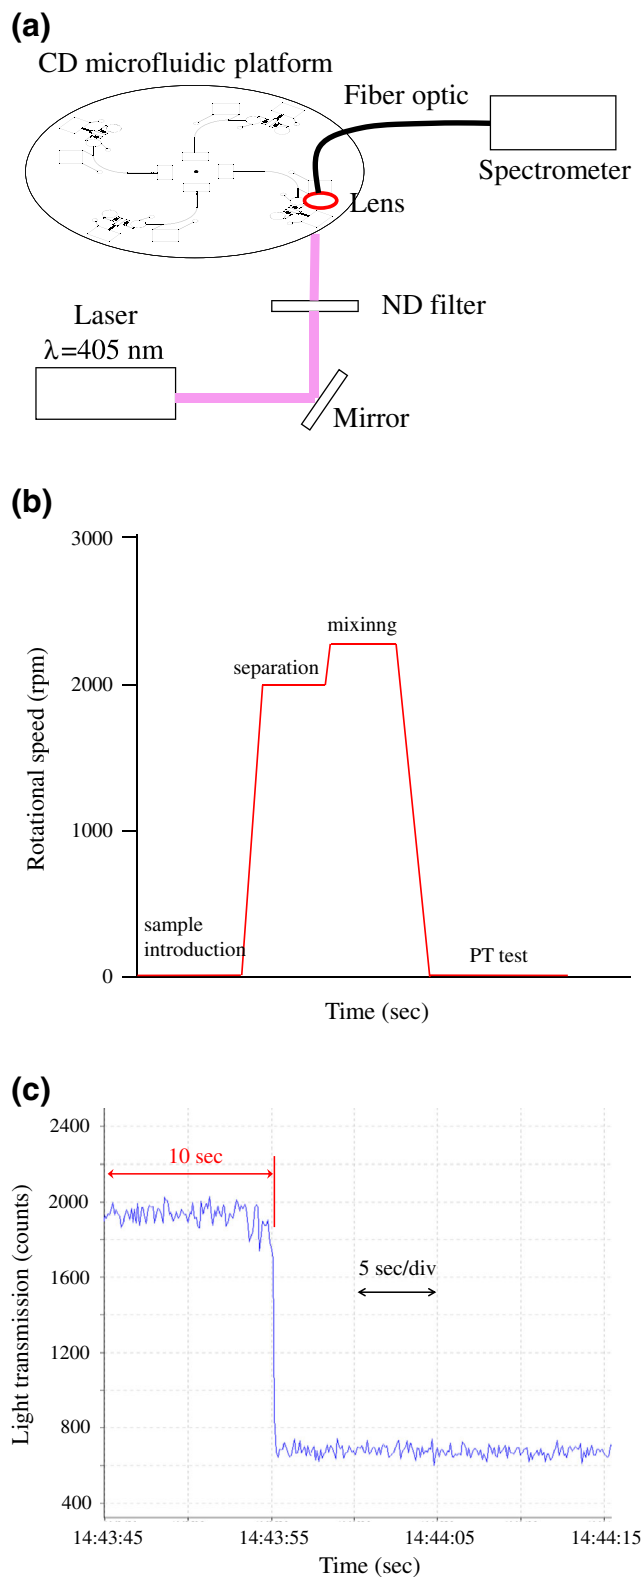 (a)
CD microfluidic platform
Fiber optic
Spectrometer
Lens
ND filter
Laser
λ=405 nm
Mirror
(b)
3000
mixinng
separation
2000
Rotational speed (rpm)
1000
sample
introduction
PT test
0
Time (sec)
(c)
2400
10 sec
2000
Light transmission (counts)
1600
5 sec/div
1200
800
400
14:43:45 14:43:55 14:44:05 14:44:15
Time (sec)